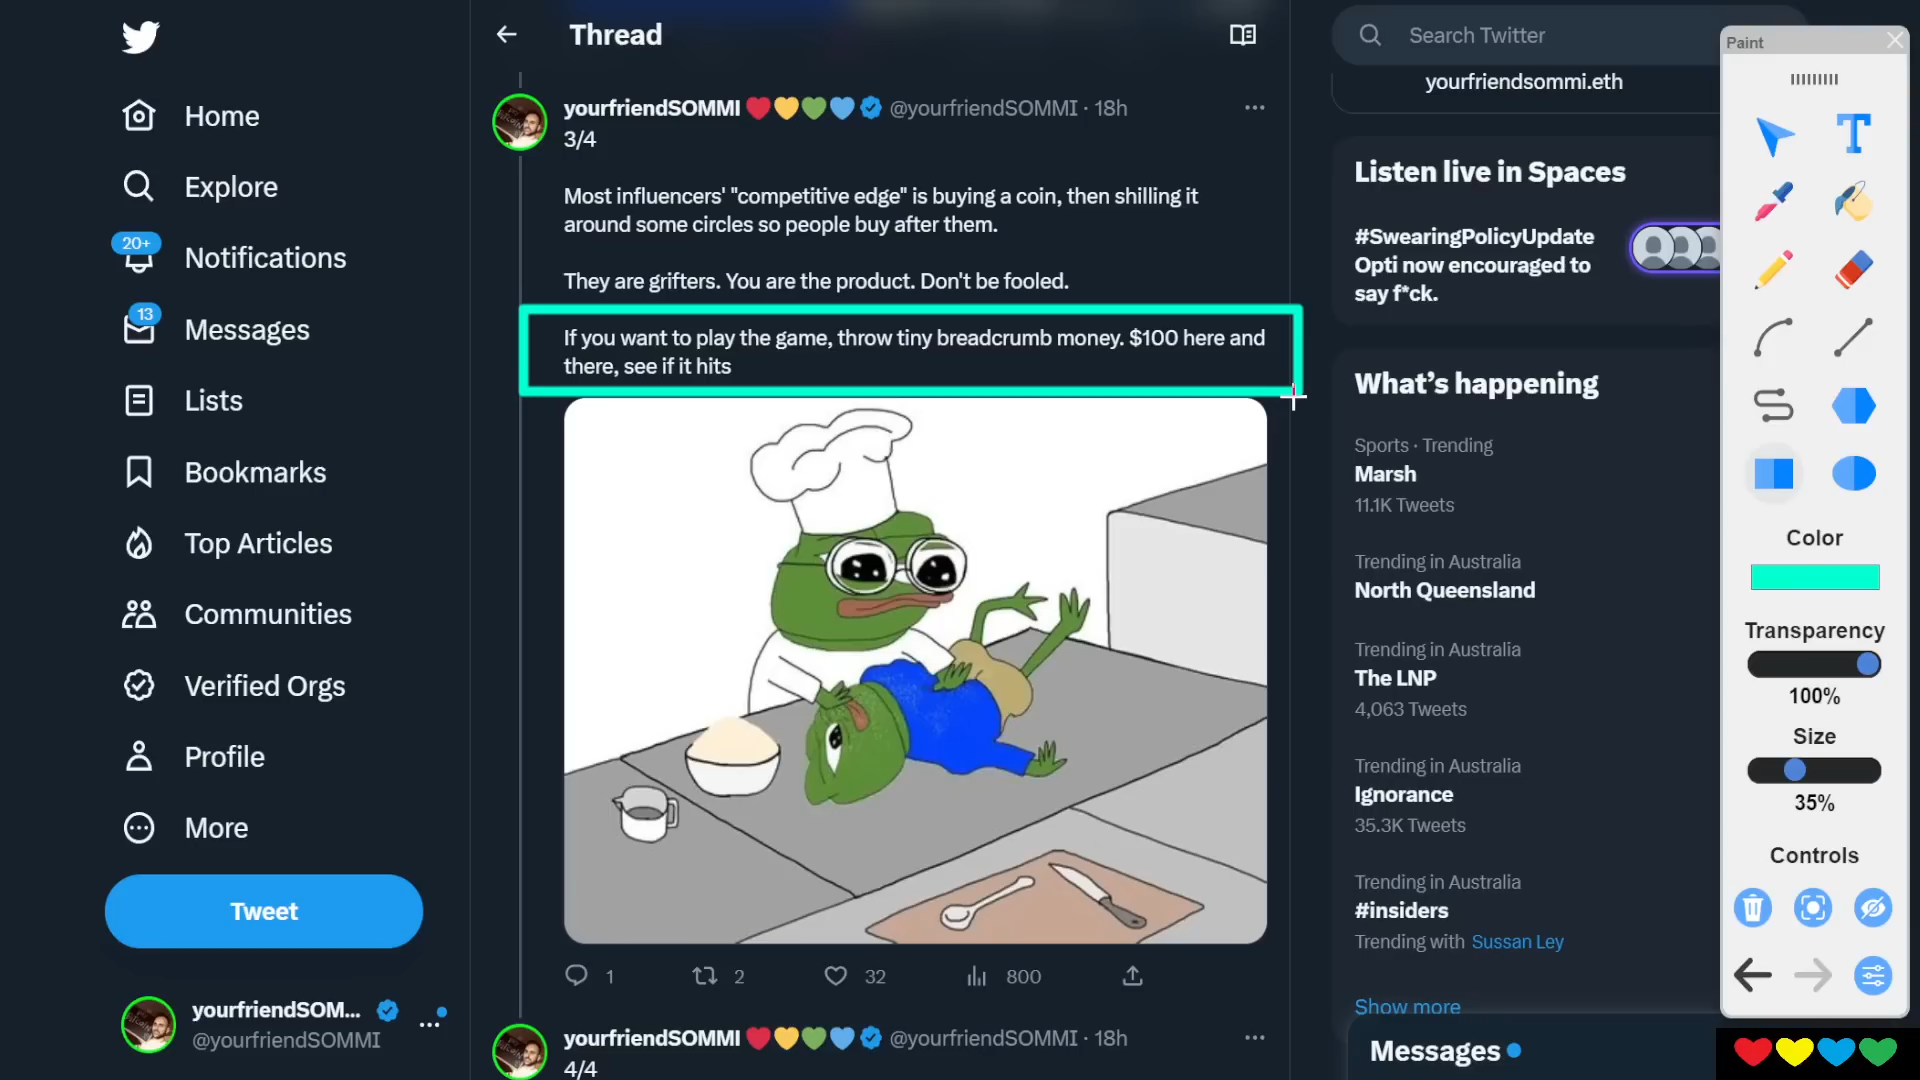 Home
Explore
20+
Notifications
13
Messages
Lists
Bookmarks
Top Articles
Communities
Verified Orgs
Profile
More
Tweet
yourfriendSOMM...
@yourfriendSOMMI
Thread
yourfriendSOMMI @yourfriendSOMMI · 18h
3/4
Most influencers' "competitive edge" is buying a coin, then shilling it
around some circles so people buy after them.
They are grifters. You are the product. Don't be fooled.
If you want to play the game, throw tiny breadcrumb money. $100 here and
there, see if it hits
1
2
32
800
yourfriendSOMMI @yourfriendSOMMI · 18h
4/4
Search Twitter
yourfriendsommi.eth
Listen live in Spaces
#SwearingPolicyUpdate
Opti now encouraged to
say f*ck.
What's happening
Sports · Trending
Marsh
11.1K Tweets
Trending in Australia
North Queensland
Trending in Australia
The LNP
4,063 Tweets
Trending in Australia
Ignorance
35.3K Tweets
Trending in Australia
#insiders
Trending with Sussan Ley
Show more
Messages
Paint
T
Color
Transparency
100%
Size
35%
Controls